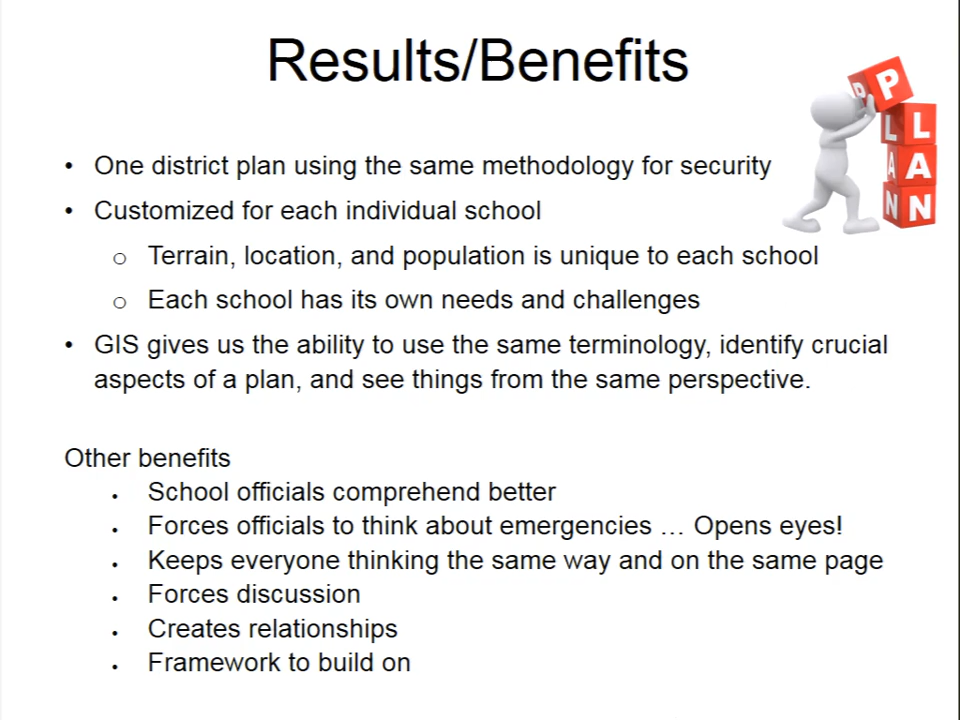 Results/Benefits
P
L
A
N
• One district plan using the same methodology for security
• Customized for each individual school
o Terrain, location, and population is unique to each school
o Each school has its own needs and challenges
• GIS gives us the ability to use the same terminology, identify crucial
aspects of a plan, and see things from the same perspective.
Other benefits
• School officials comprehend better
• Forces officials to think about emergencies … Opens eyes!
• Keeps everyone thinking the same way and on the same page
• Forces discussion
• Creates relationships
• Framework to build on